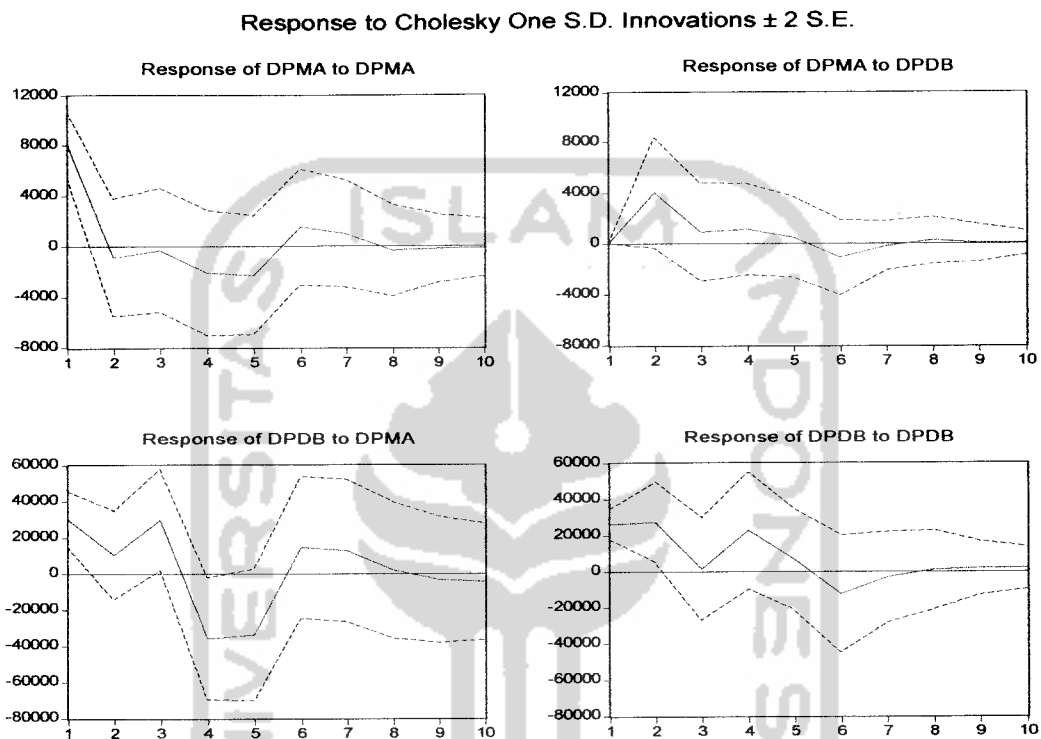 Response to Cholesky One S.D. Innovations ± 2 S.E.
Response of DPMA to DPMA
12000
8000
4000
0
-4000
-8000
1 2 3 4 5 6 7 8 9 10
Response of DPMA to DPDB
12000
8000
4000
0
-4000
-8000
1 2 3 4 5 6 7 8 9 10
Response of DPDB to DPMA
60000
40000
20000
0
-20000
-40000
-60000
-80000
1 2 3 4 5 6 7 8 9 10
Response of DPDB to DPDB
60000
40000
20000
0
-20000
-40000
-60000
-80000
1 2 3 4 5 6 7 8 9 10
ISLAM